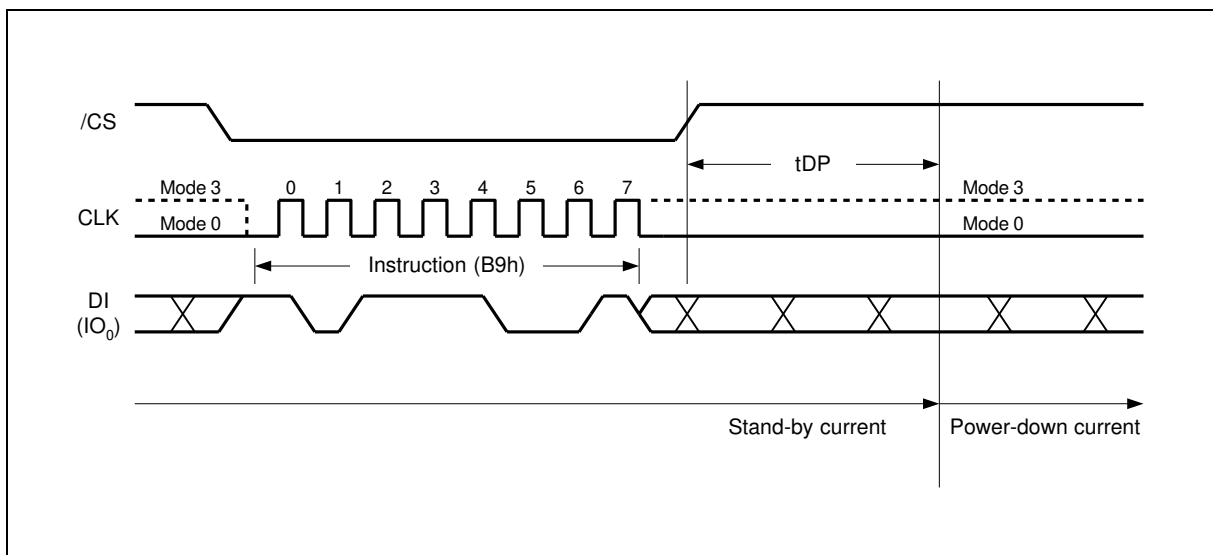 /CS
tDP
Mode 3 0 1 2 3 4 5 6 7 Mode 3
CLK
Mode 0 Mode 0
Instruction (B9h)
DI
(IO0)
Stand-by current Power-down current